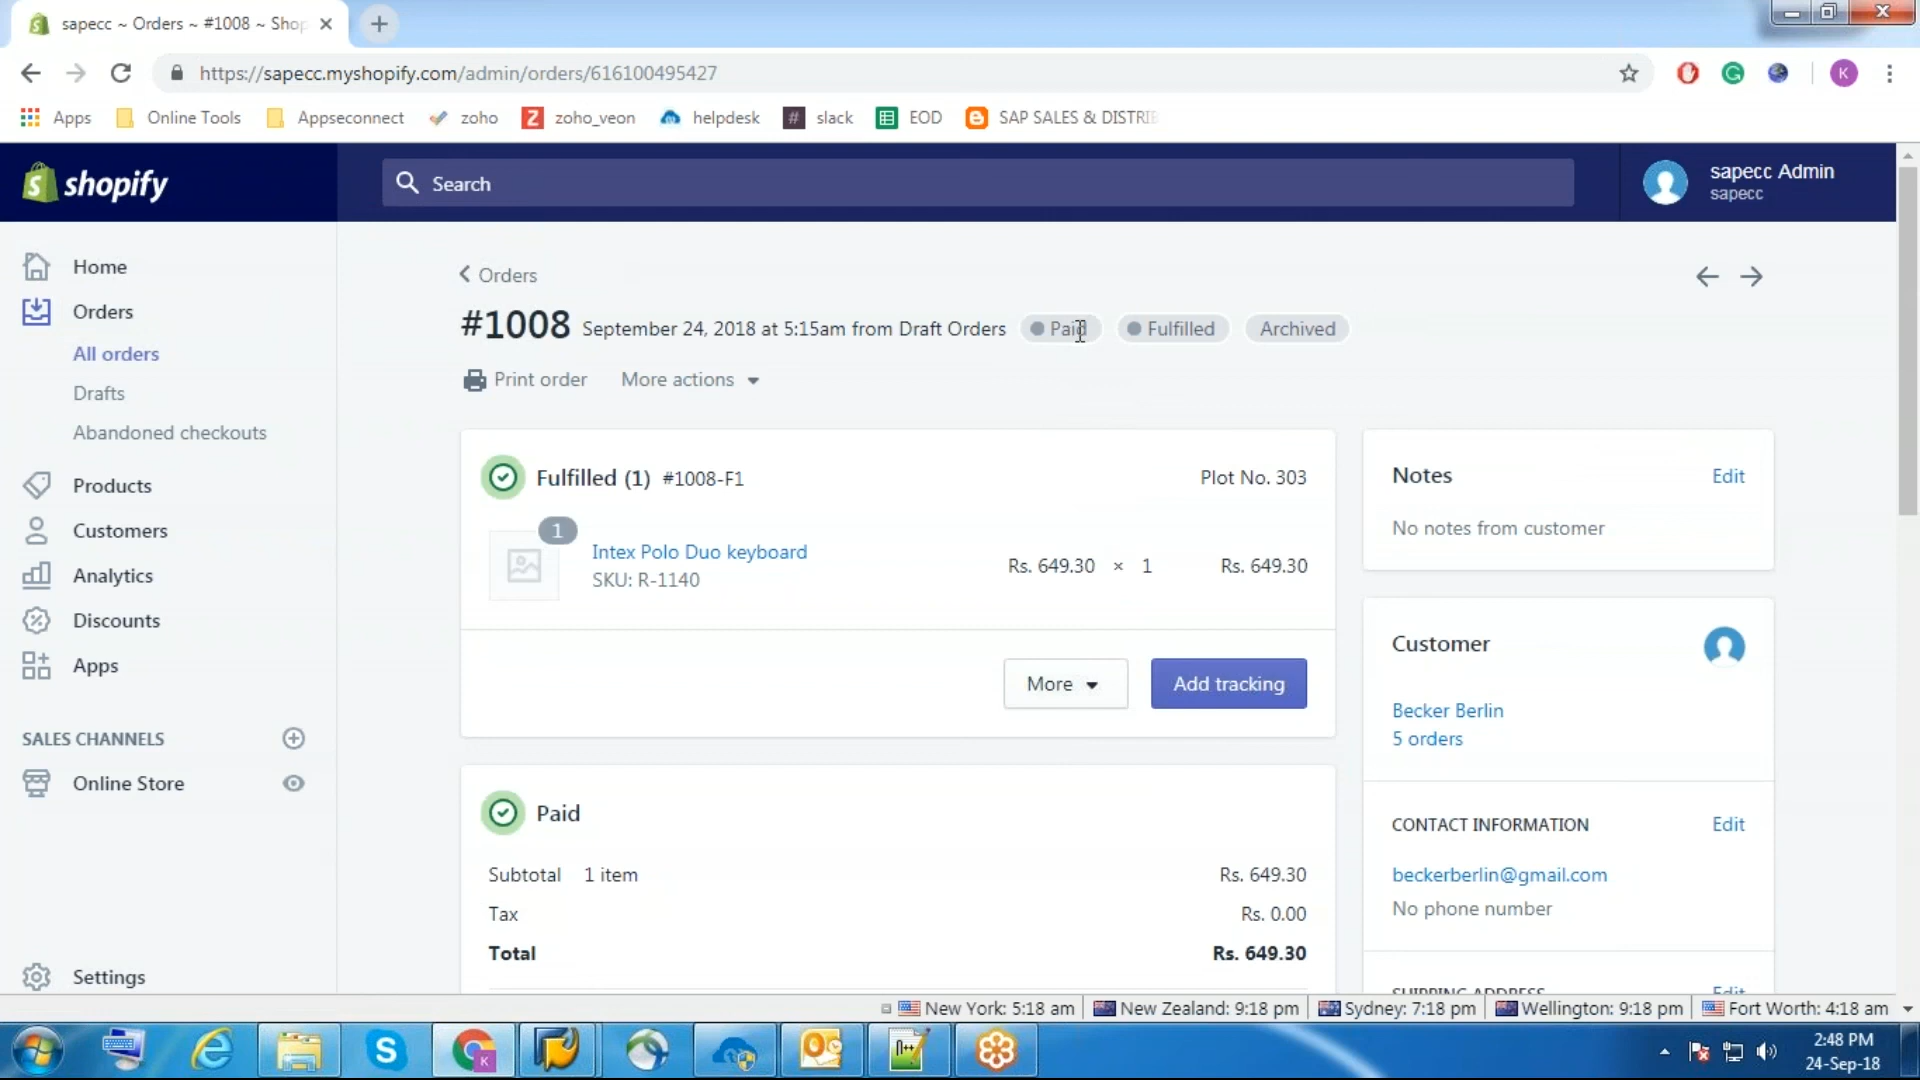 sapecc ~ Orders ~ #1008 ~ Shop
https://sapecc.myshopify.com/admin/orders/616100495427
K
Apps Online Tools Appseconnect zoho zoho_veon helpdesk slack EOD SAP SALES & DISTRIB
shopify
Search
sapecc Admin
sapecc
Home
Orders
All orders
Drafts
Abandoned checkouts
Products
Customers
Analytics
Discounts
Apps
SALES CHANNELS
Online Store
Settings
Orders
#1008 September 24, 2018 at 5:15am from Draft Orders Paid Fulfilled Archived
Print order More actions
Fulfilled (1) #1008-F1 Plot No. 303
1
Intex Polo Duo keyboard
SKU: R-1140
Rs. 649.30 × 1 Rs. 649.30
More Add tracking
Paid
Subtotal 1 item Rs. 649.30
Tax Rs. 0.00
Total Rs. 649.30
Notes Edit
No notes from customer
Customer
Becker Berlin
5 orders
CONTACT INFORMATION Edit
beckerberlin@gmail.com
No phone number
SHIPPING ADDRESS Edit
New York: 5:18 am New Zealand: 9:18 pm Sydney: 7:18 pm Wellington: 9:18 pm Fort Worth: 4:18 am
2:48 PM
24-Sep-18